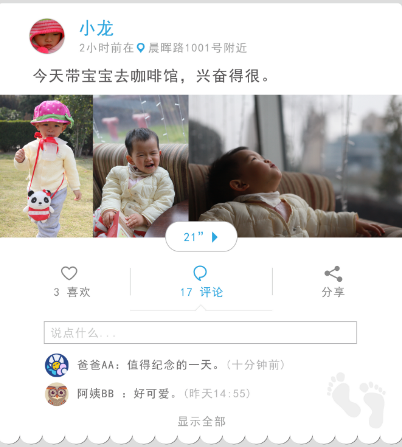 小龙
2小时前在 晨晖路1001号附近
今天带宝宝去咖啡馆，兴奋得很。
21"
3 喜欢
17 评论
分享
说点什么...
爸爸AA：值得纪念的一天。(十分钟前)
阿姨BB ：好可爱。(昨天14:55)
显示全部